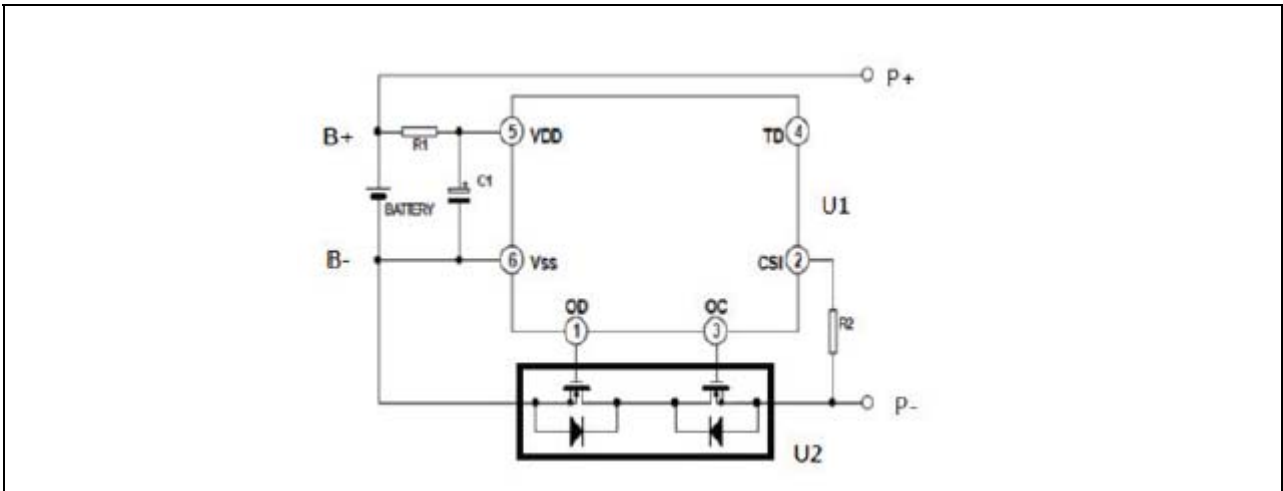 P+
B+
R1
5 VDD
TD 4
C1
BATTERY
U1
B-
6 Vss
CSI 2
OD
1
OC
3
R2
P-
U2